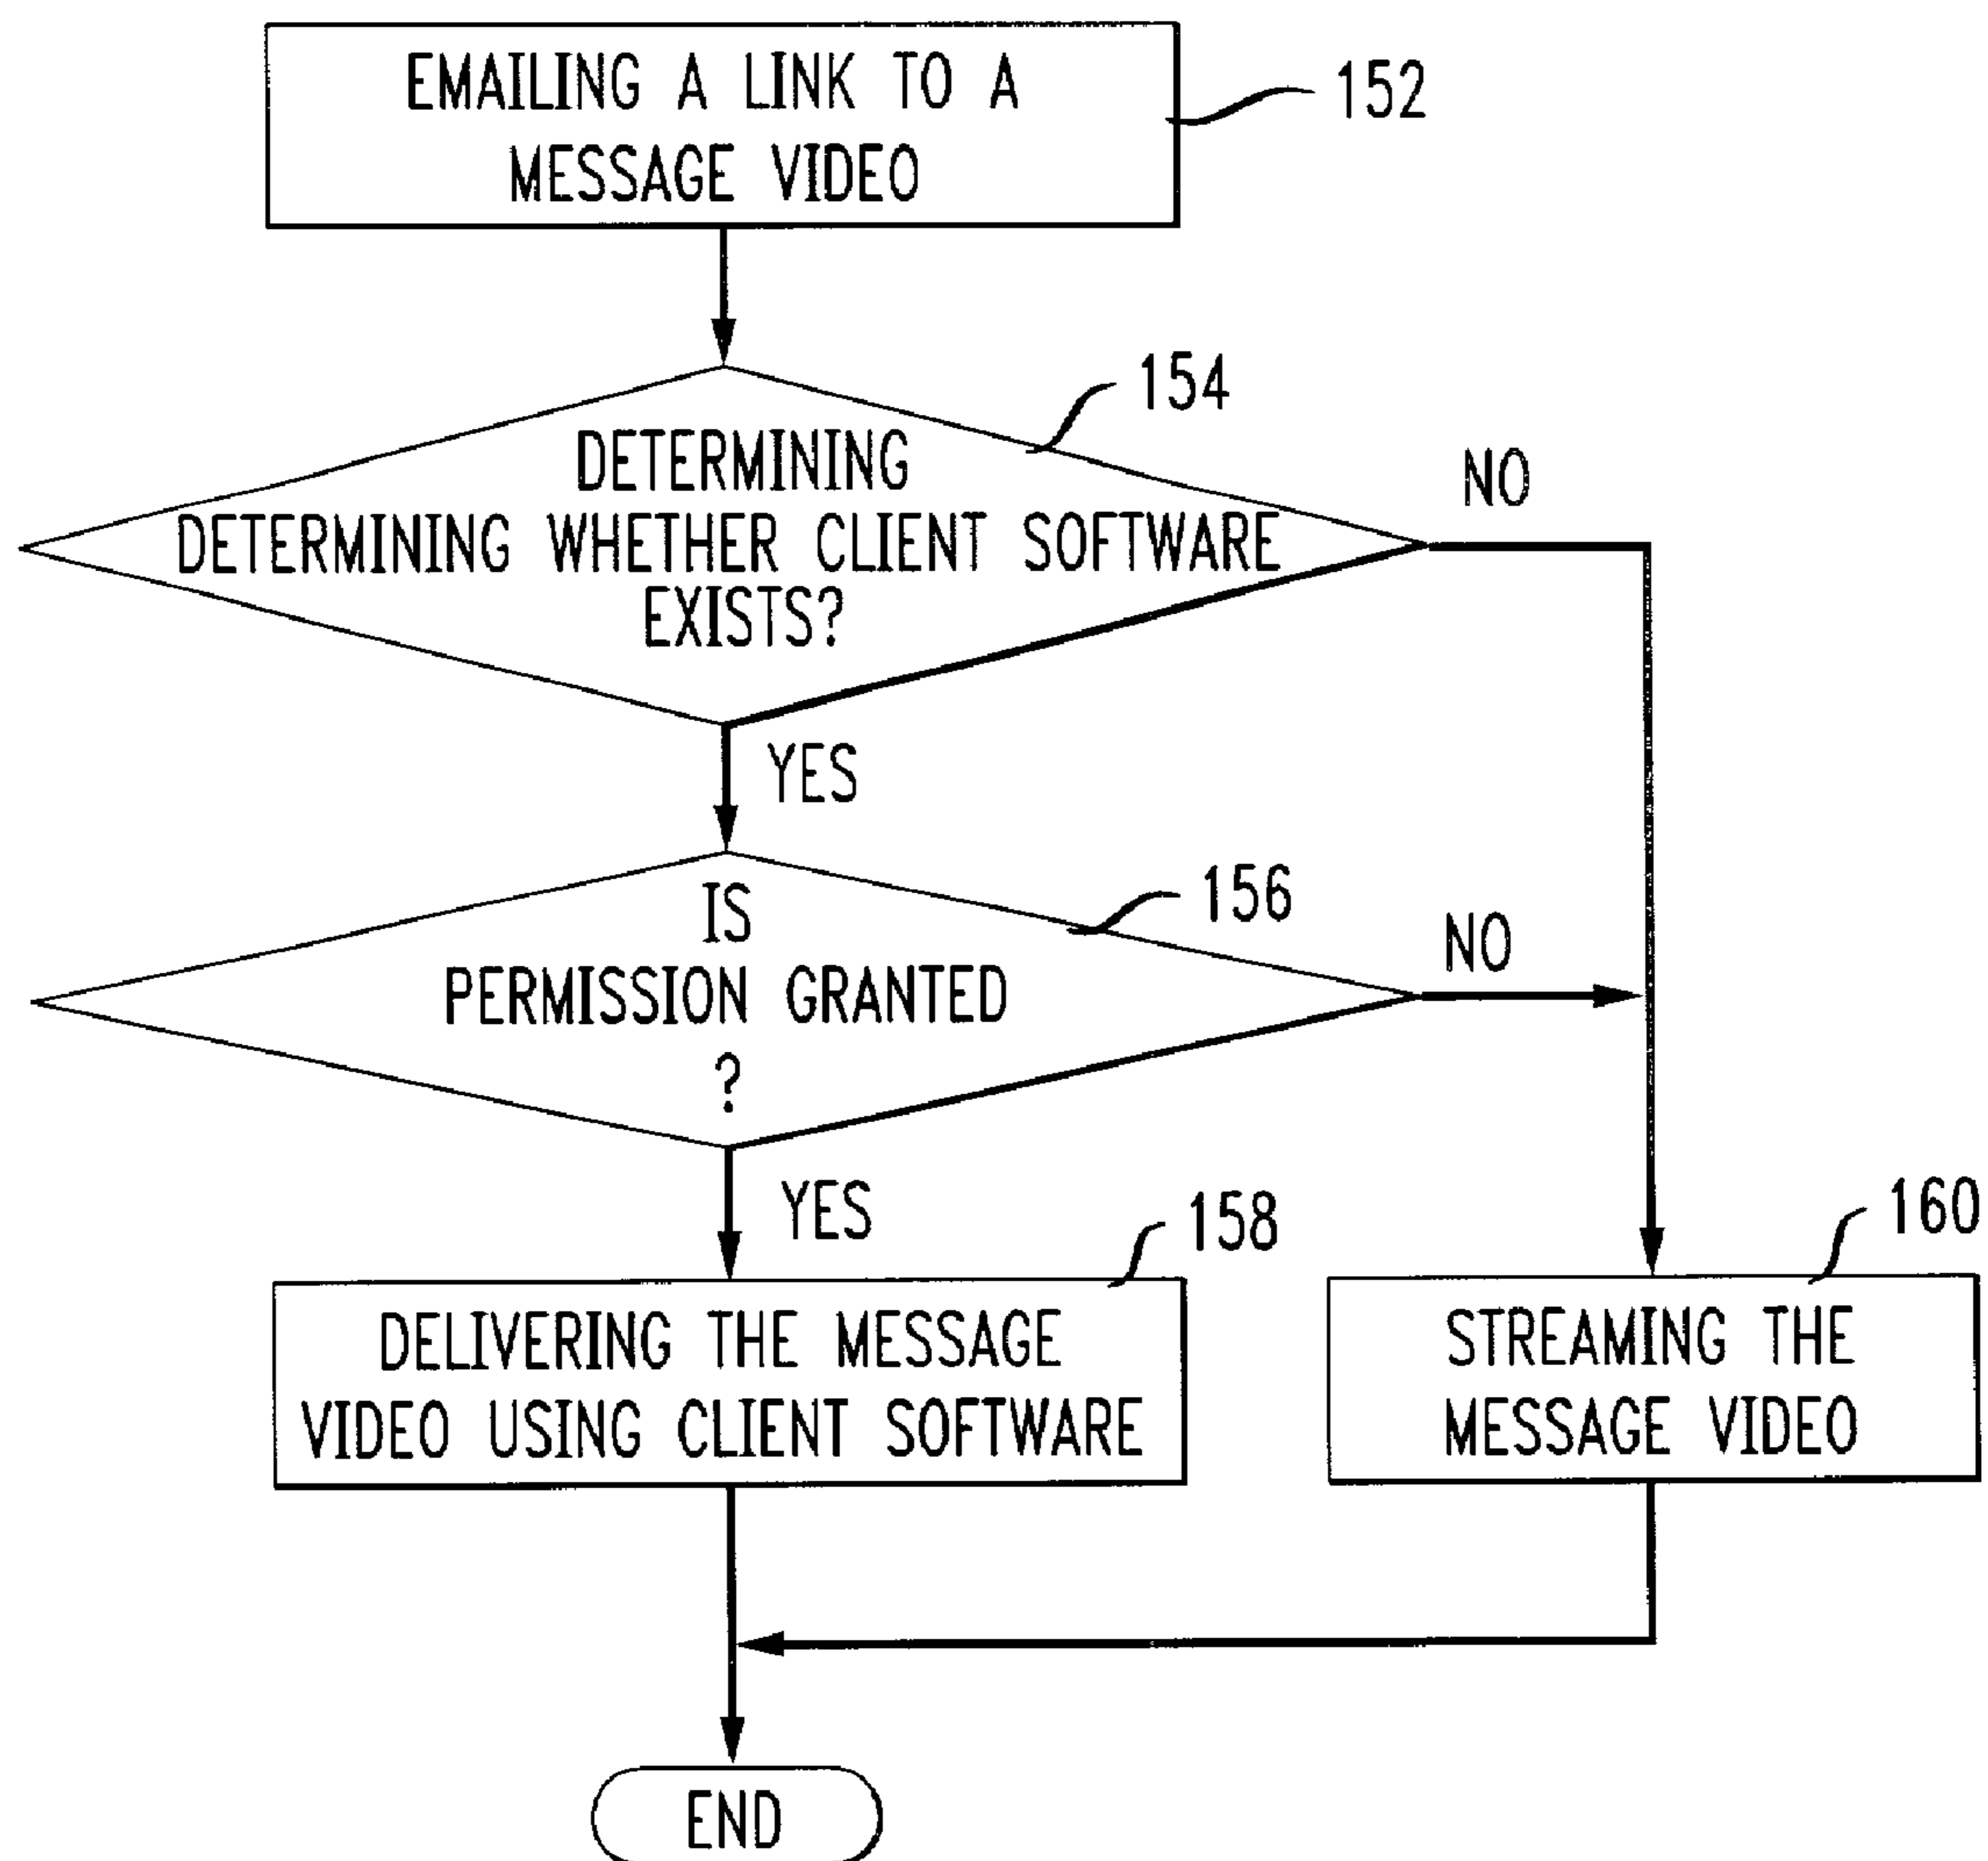 EMAILING A LINK TO A
MESSAGE VIDEO
152
154
DETERMINING
DETERMINING WHETHER CLIENT SOFTWARE
EXISTS?
NO
YES
156
IS
PERMISSION GRANTED
?
NO
YES
158
160
DELIVERING THE MESSAGE
VIDEO USING CLIENT SOFTWARE
STREAMING THE
MESSAGE VIDEO
END